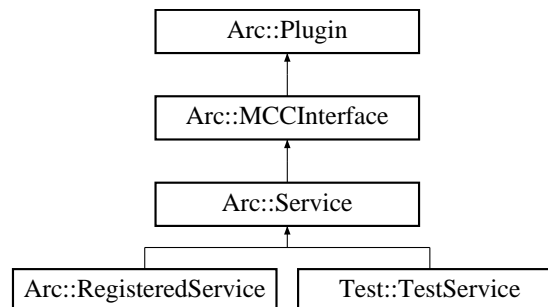 Arc::Plugin
Arc::MCCInterface
Arc::Service
Arc::RegisteredService Test::TestService